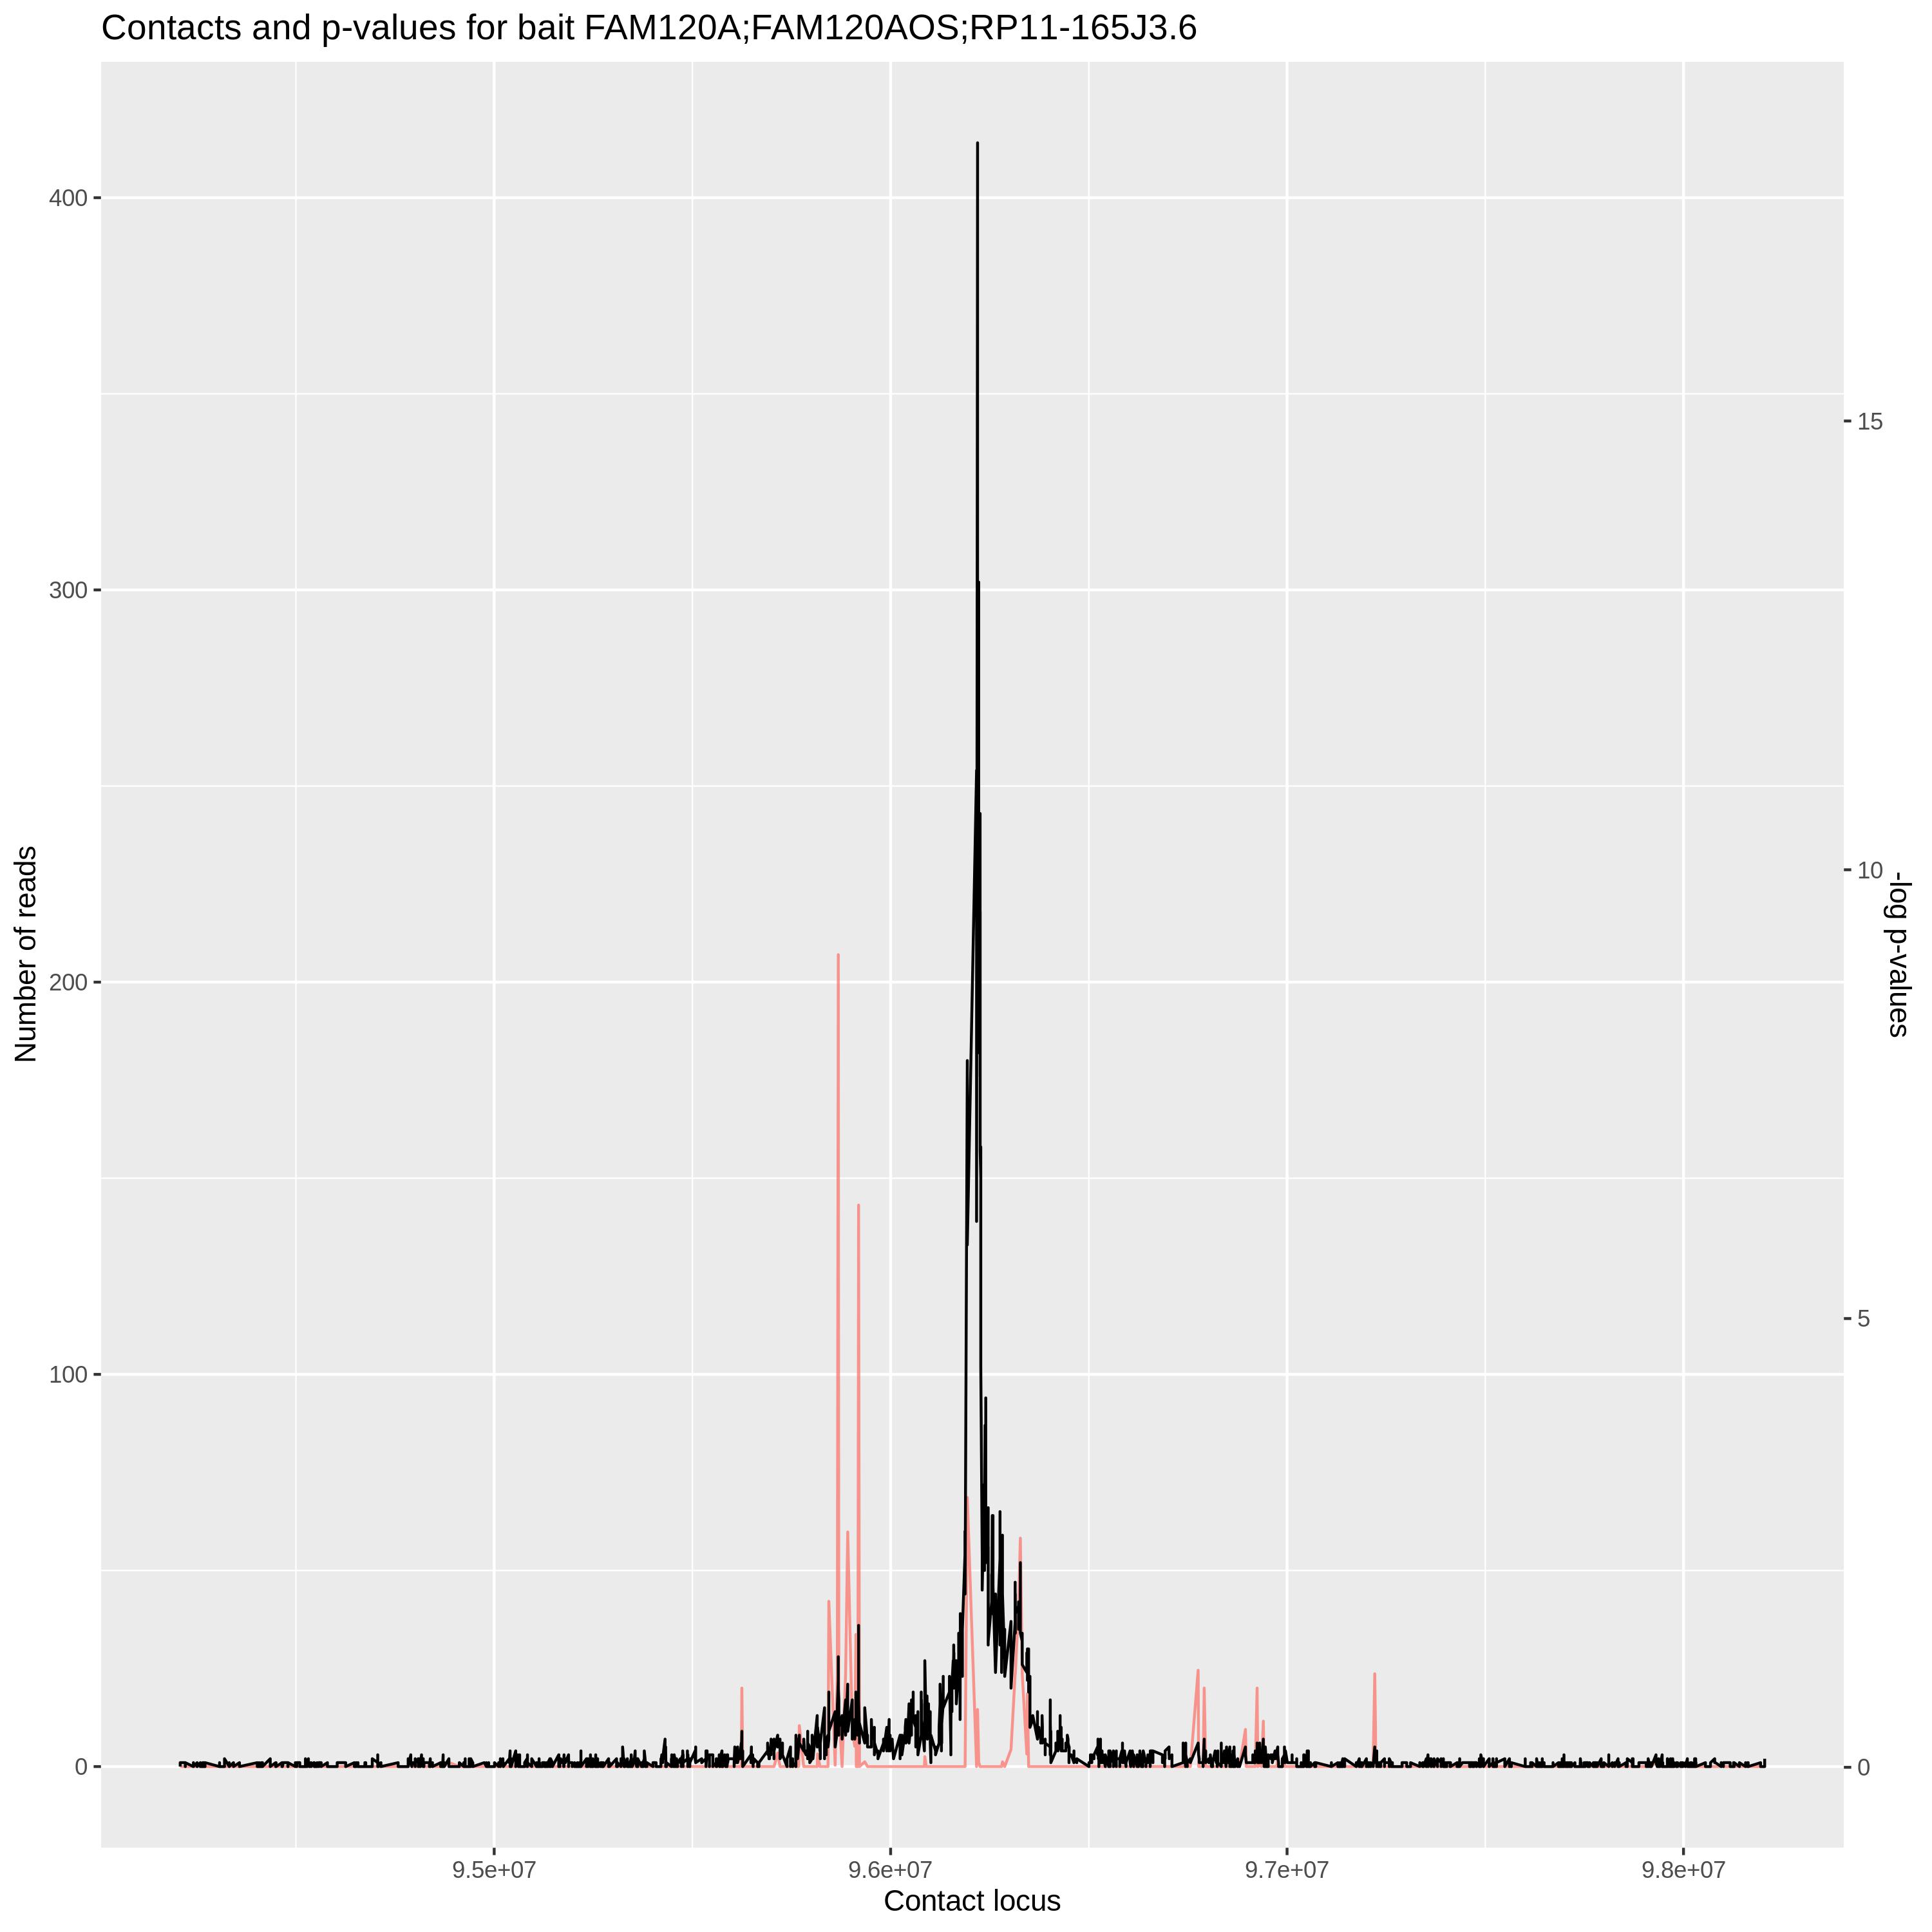 Contacts and p-values for bait FAM120A;FAM120AOS;RP11-165J3.6
400
300
200
100
0
Number of reads
15
10
5
0
-log p-values
9.5e+07
9.6e+07
9.7e+07
9.8e+07
Contact locus